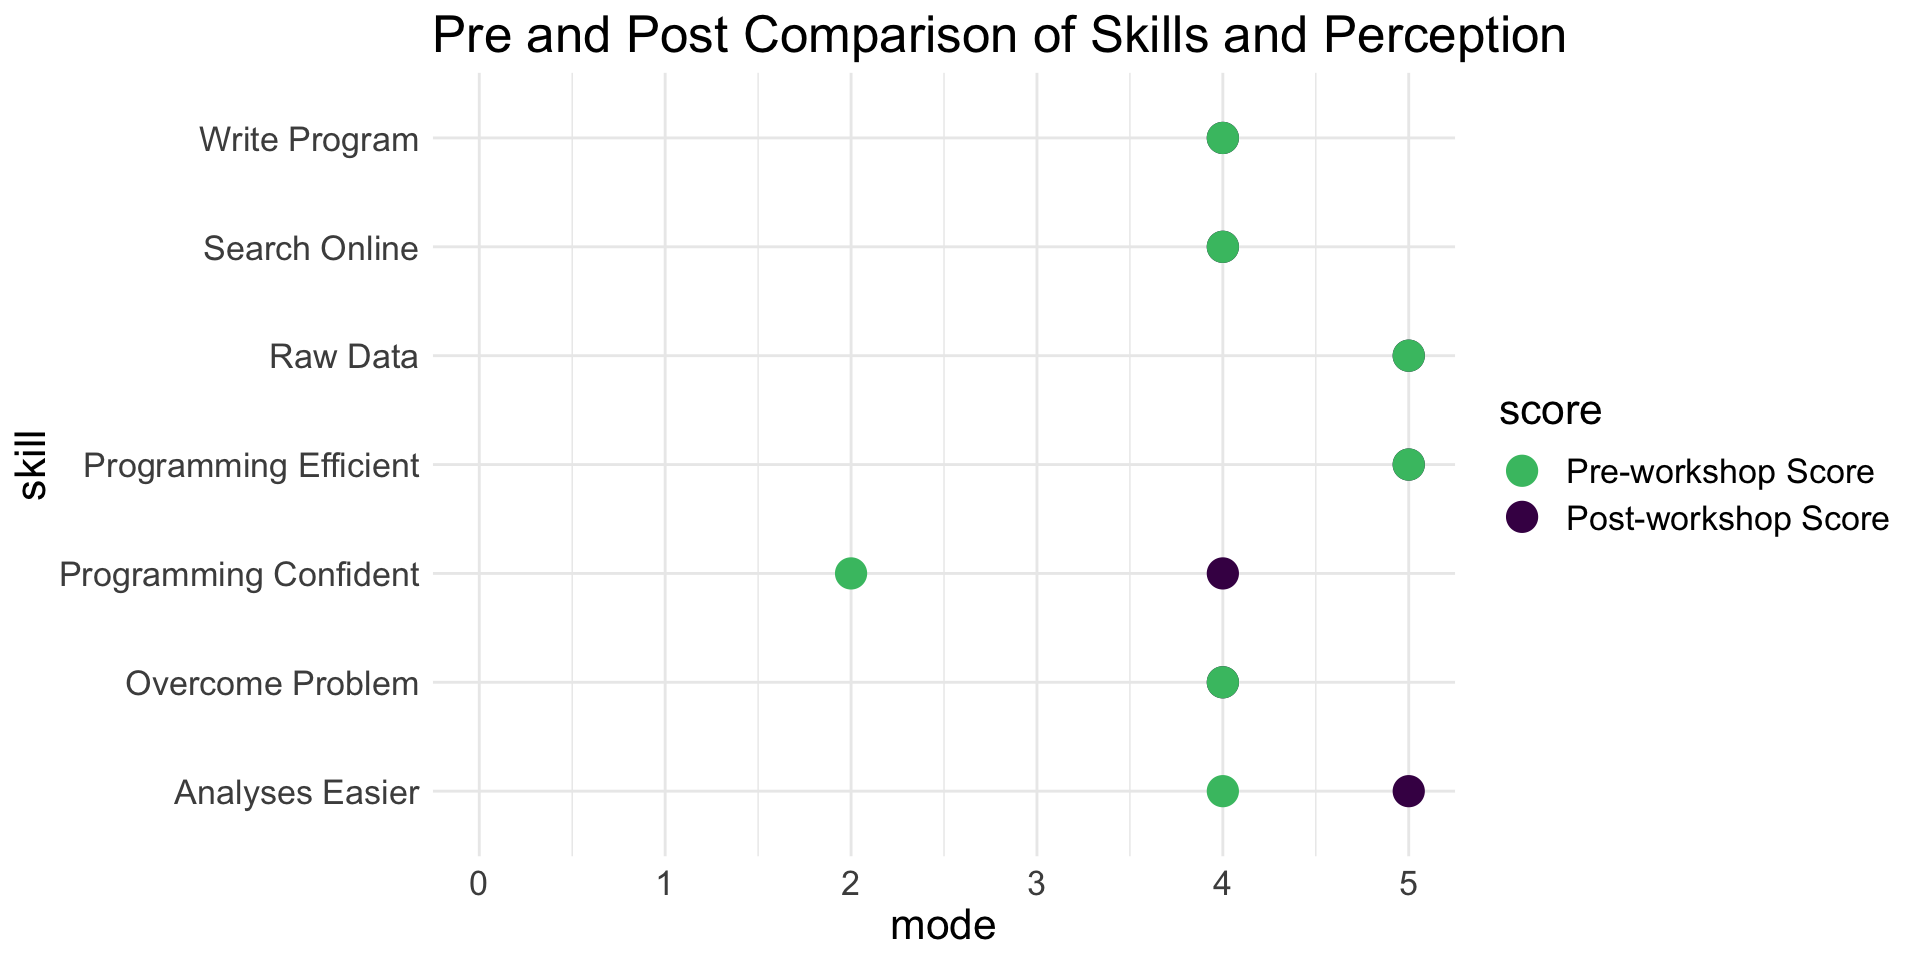 Pre and Post Comparison of Skills and Perception
Write Program
Search Online
Raw Data
Programming Efficient
Programming Confident
Overcome Problem
Analyses Easier
skill
0 1 2 3 4 5
mode
score
Pre-workshop Score
Post-workshop Score